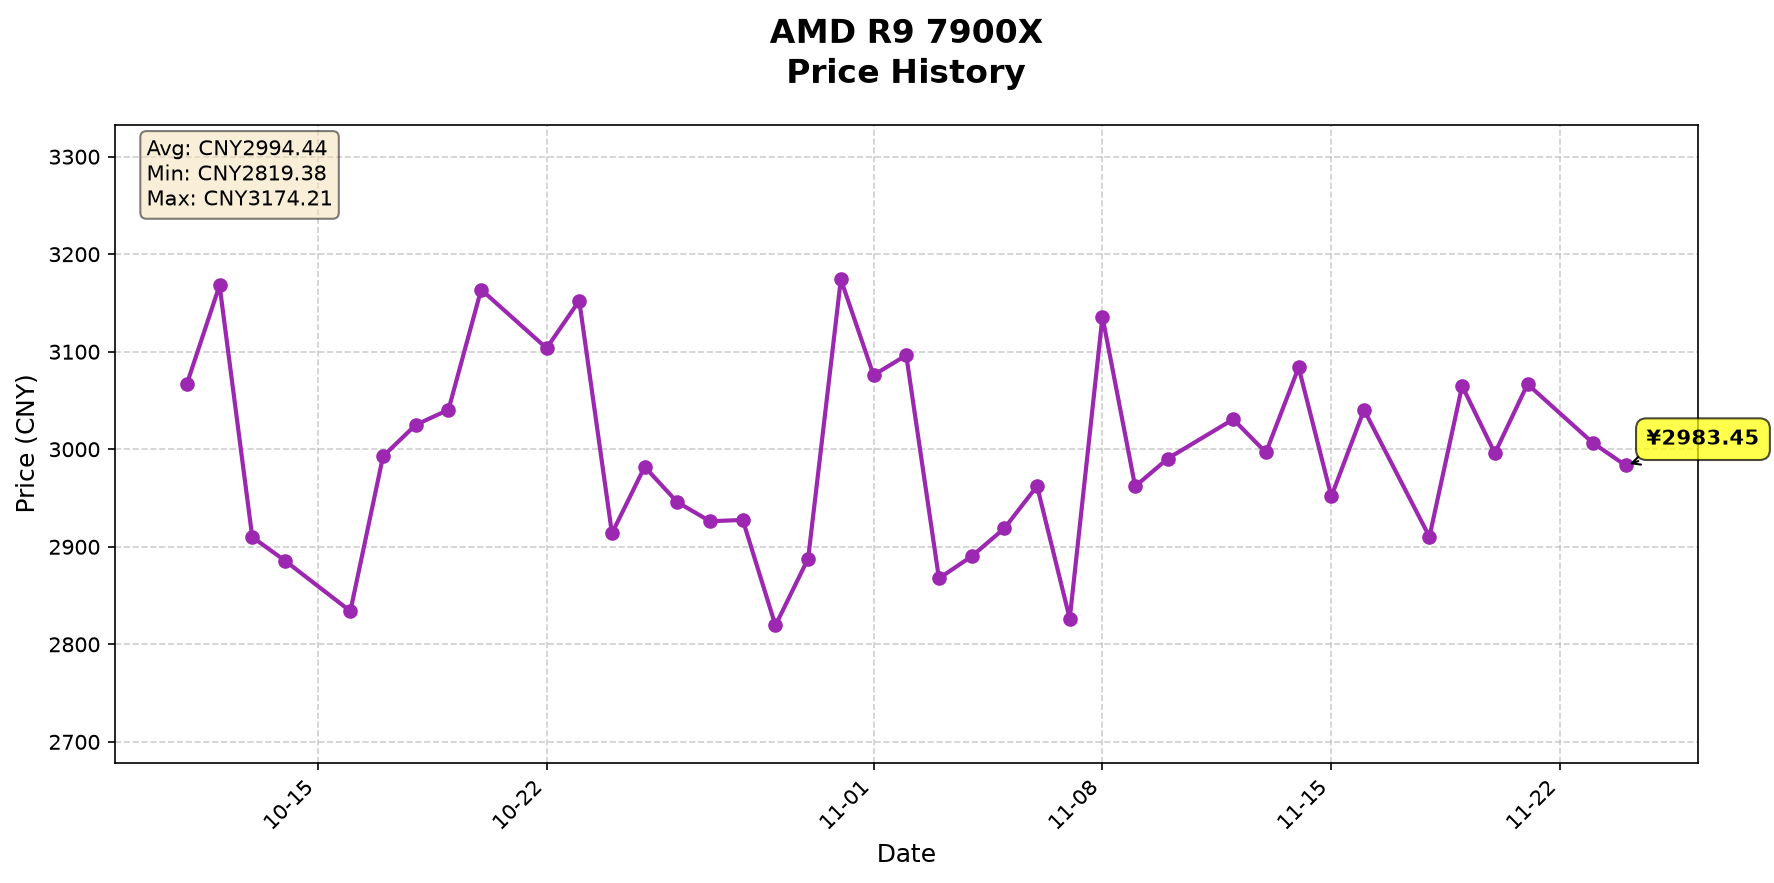 AMD R9 7900X
Price History
Avg: CNY2994.44
Min: CNY2819.38
Max: CNY3174.21
Price (CNY)
3300
3200
3100
3000
2900
2800
2700
¥2983.45
10-15
10-22
11-01
11-08
11-15
11-22
Date